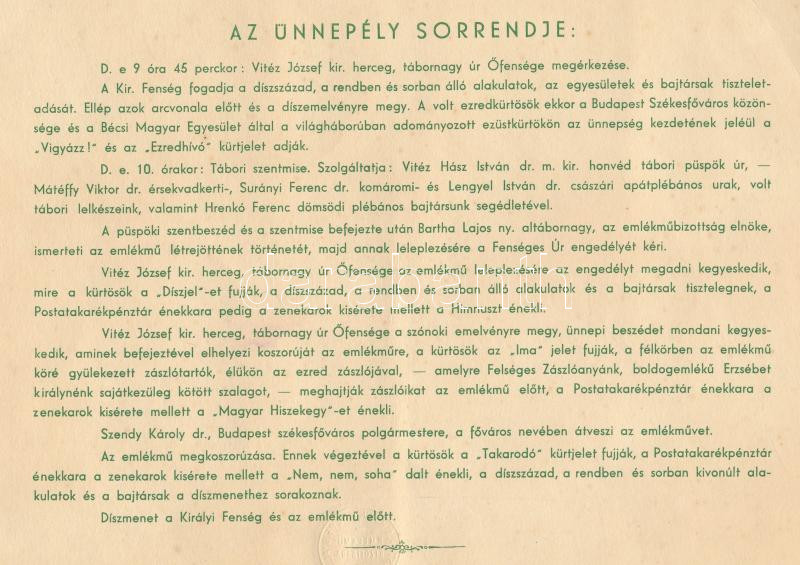 AZ ÜNNEPÉLY SORRENDJE:
D. e 9 óra 45 perckor: Vitéz József kir. herceg, tábornagy úr Őfensége megérkezése.
A Kir. Fenség fogadja a díszszázad, a rendben és sorban álló alakulatok, az egyesületek és bajtársak tisztelet-
adását. Ellép azok arcvonala előtt és a díszemelvényre megy. A volt ezredkürtösök ekkor a Budapest Székesfőváros közön-
sége és a Bécsi Magyar Egyesület által a világháborúban adományozott ezüstkürtökön az ünnepség kezdetének jeléül a
„Vigyázz!" és az „Ezredhívó" kürtjelet adják.
D. e. 10. órakor: Tábori szentmise. Szolgáltatja: Vitéz Hász István dr. m. kir. honvéd tábori püspök úr, —
Mátéffy Viktor dr. érsekvadkerti-, Surányi Ferenc dr. komáromi- és Lengyel István dr. császári apátplébános urak, volt
tábori lelkészeink, valamint Hrenkó Ferenc dömsödi plébános bajtársunk segédletével.
A püspöki szentbeszéd és a szentmise befejezte után Bartha Lajos ny. altábornagy, az emlékműbizottság elnöke,
ismerteti az emlékmű létrejöttének történetét, majd annak leleplezésére a Fenséges Úr engedélyét kéri.
Vitéz József kir. herceg, tábornagy úr Őfensége az emlékmű leleplezésére az engedélyt megadni kegyeskedik,
mire a kürtösök a „Díszjel"-et fujják, a díszszázad, a rendben és sorban álló alakulatok és a bajtársak tisztelegnek, a
Postatakarékpénztár énekkara pedig a zenekarok kisérete mellett a Himnuszt énekli.
Vitéz József kir. herceg, tábornagy úr Őfensége a szónoki emelvényre megy, ünnepi beszédet mondani kegyes-
kedik, aminek befejeztével elhelyezi koszorúját az emlékműre, a kürtösök az „Ima" jelet fujják, a félkörben az emlékmű
köré gyülekezett zászlótartók, élükön az ezred zászlójával, — amelyre Felséges Zászlóanyánk, boldogemlékű Erzsébet
királynénk sajátkezüleg kötött szalagot, — meghajtják zászlóikat az emlékmű előtt, a Postatakarékpénztár énekkara a
zenekarok kisérete mellett a „Magyar Hiszekegy"-et énekli.
Szendy Károly dr., Budapest székesfőváros polgármestere, a főváros nevében átveszi az emlékművet.
Az emlékmű megkoszorúzása. Ennek végeztével a kürtösök a „Takarodó" kürtjelet fujják, a Postatakarékpénztár
énekkara a zenekarok kisérete mellett a „Nem, nem, soha" dalt énekli, a díszszázad, a rendben és sorban kivonúlt ala-
kulatok és a bajtársak a díszmenethez sorakoznak.
Díszmenet a Királyi Fenség és az emlékmű előtt.
darabanth